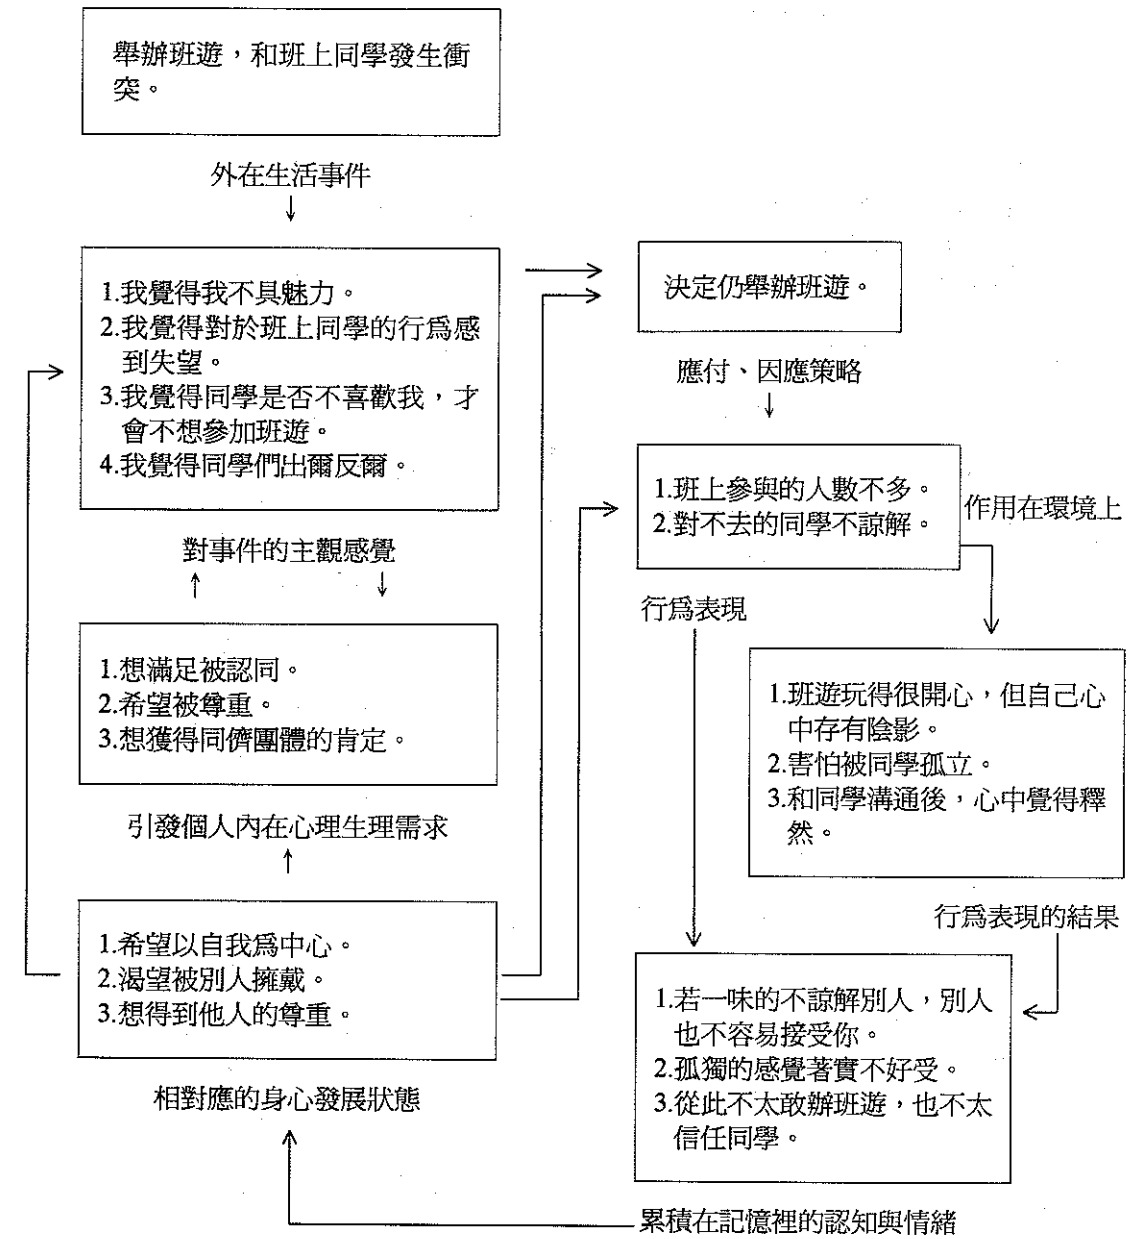 舉辦班遊，和班上同學發生衝
突。
外在生活事件
↓
1.我覺得我不具魅力。
2.我覺得對於班上同學的行爲感
到失望。
3.我覺得同學是否不喜歡我，才
會不想參加班遊。
4.我覺得同學們出爾反爾。
對事件的主觀感覺
↑ ↓
1.想滿足被認同。
2.希望被尊重。
3.想獲得同儕團體的肯定。
引發個人內在心理生理需求
↑
1.希望以自我爲中心。
2.渴望被別人擁戴。
3.想得到他人的尊重。
相對應的身心發展狀態
決定仍舉辦班遊。
應付、因應策略
↓
1.班上參與的人數不多。
2.對不去的同學不諒解。
作用在環境上
行爲表現
1.班遊玩得很開心，但自己心
中存有陰影。
2.害怕被同學孤立。
3.和同學溝通後，心中覺得釋
然。
行爲表現的結果
1.若一味的不諒解別人，別人
也不容易接受你。
2.孤獨的感覺著實不好受。
3.從此不太敢辦班遊，也不太
信任同學。
累積在記憶裡的認知與情緒